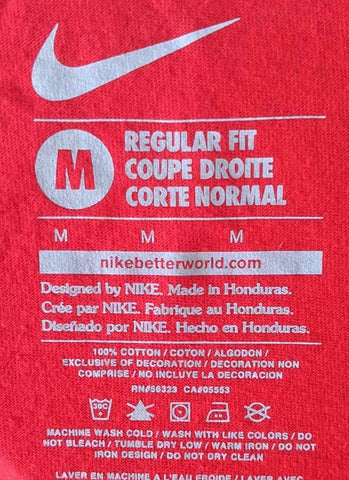 M
REGULAR FIT
COUPE DROITE
CORTE NORMAL
M M M
nikebetterworld.com
Designed by NIKE. Made in Honduras.
Crée par NIKE. Fabrique au Honduras.
Diseñado por NIKE. Hecho en Honduras.
100% COTTON / COTON / ALGODON
EXCLUSIVE OF DECORATION / DECORATION NON
COMPRISE / NO INCLUYE LA DECORACION
RN#56323 CA#05553
30C
MACHINE WASH COLD / WASH WITH LIKE COLORS / DO
NOT BLEACH / TUMBLE DRY LOW / WARM IRON / DO NOT
IRON DESIGN / DO NOT DRY CLEAN
LAVER EN MACHINE A L'EAU FROIDE / LAVER AVEC